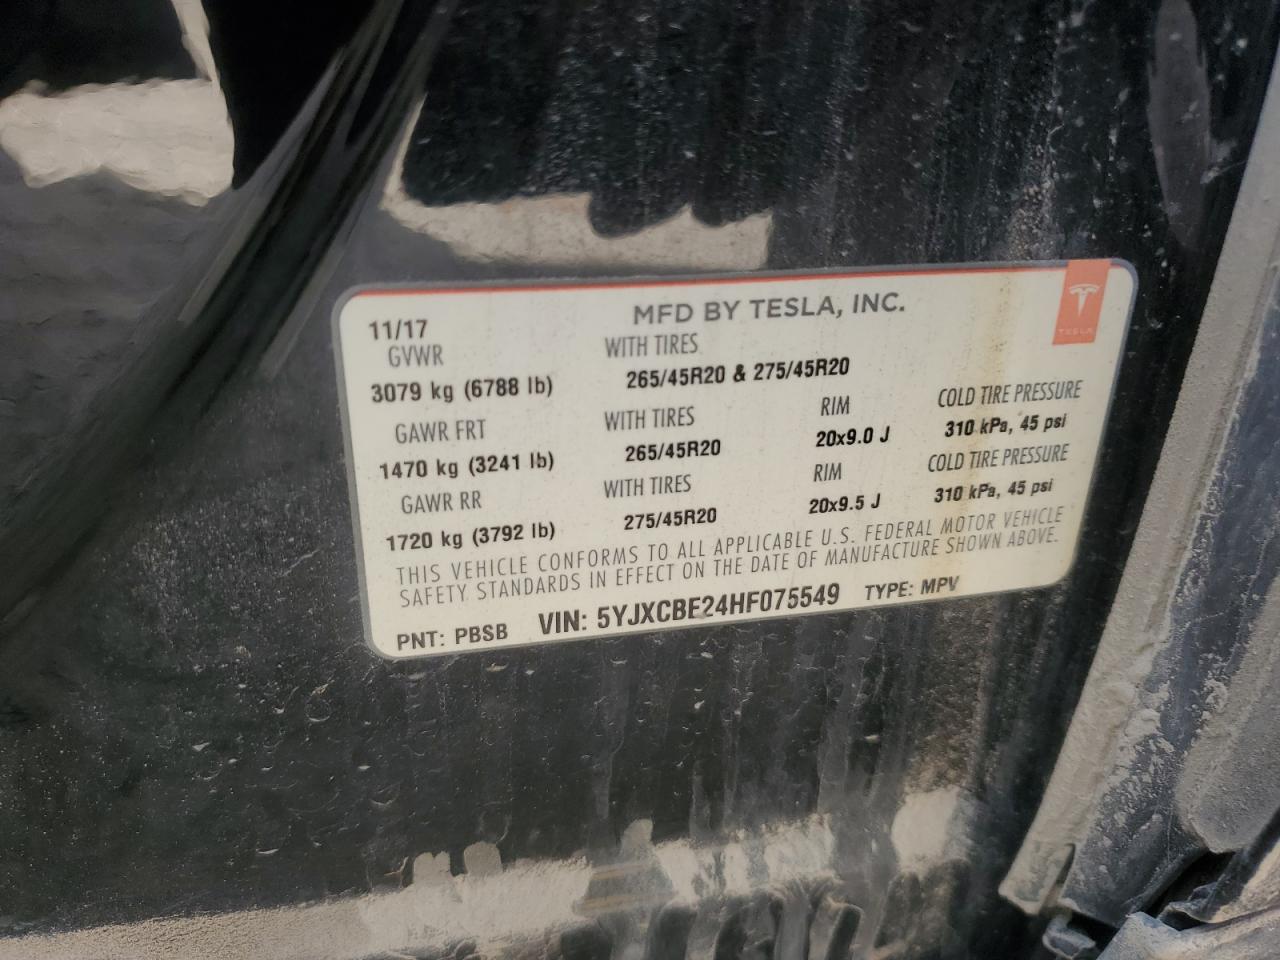 MFD BY TESLA, INC.
TESLA
11/17
GVWR WITH TIRES
3079 kg (6788 lb) 265/45R20 & 275/45R20
GAWR FRT WITH TIRES RIM COLD TIRE PRESSURE
1470 kg (3241 lb) 265/45R20 20x9.0 J 310 kPa, 45 psi
GAWR RR WITH TIRES RIM COLD TIRE PRESSURE
1720 kg (3792 lb) 275/45R20 20x9.5 J 310 kPa, 45 psi
THIS VEHICLE CONFORMS TO ALL APPLICABLE U.S. FEDERAL MOTOR VEHICLE
SAFETY STANDARDS IN EFFECT ON THE DATE OF MANUFACTURE SHOWN ABOVE.
PNT: PBSB VIN: 5YJXCBE24HF075549 TYPE: MPV